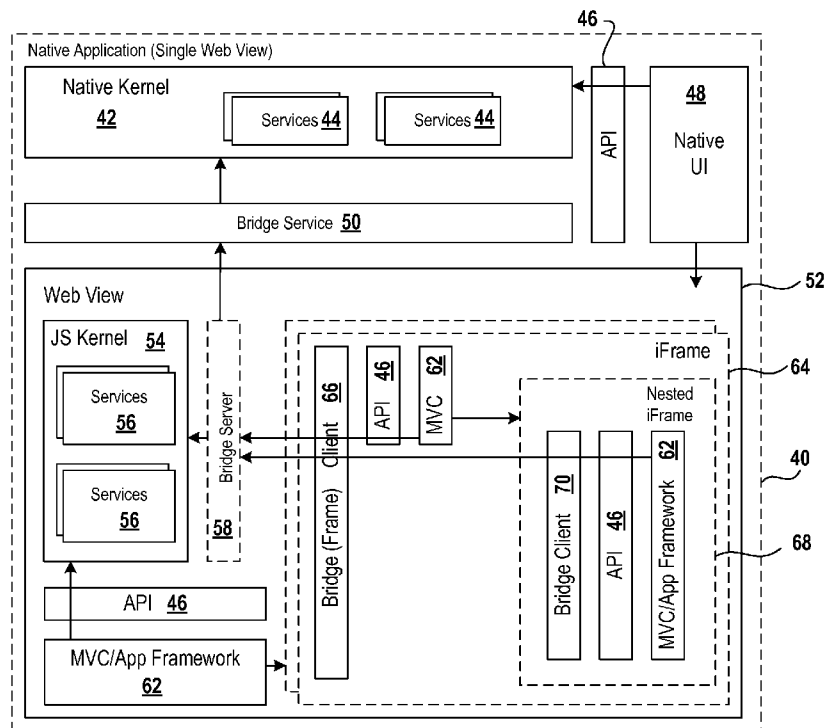 46
Native Application (Single Web View)
Native Kernel
42
Services 44
Services 44
API
48
Native
UI
Bridge Service 50
52
Web View
JS Kernel 54
Services
56
Services
56
Bridge Server
58
iFrame
64
Bridge (Frame) Client 66
API 46
MVC 62
Nested
iFrame
Bridge Client 70
API 46
MVC/App Framework 62
40
68
API 46
MVC/App Framework
62